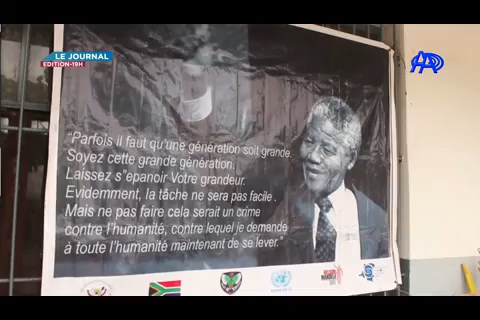 LE JOURNAL
EDITION-19H
"Parfois il faut qu'une génération soit grande.
Soyez cette grande génération.
Laissez s"epanoir Votre grandeur.
Evidemment, la tâche ne sera pas facile .
Mais ne pas faire cela serait un crime
contre l'humanité, contre lequel je demande
à toute l'humanité maintenant de se lever."